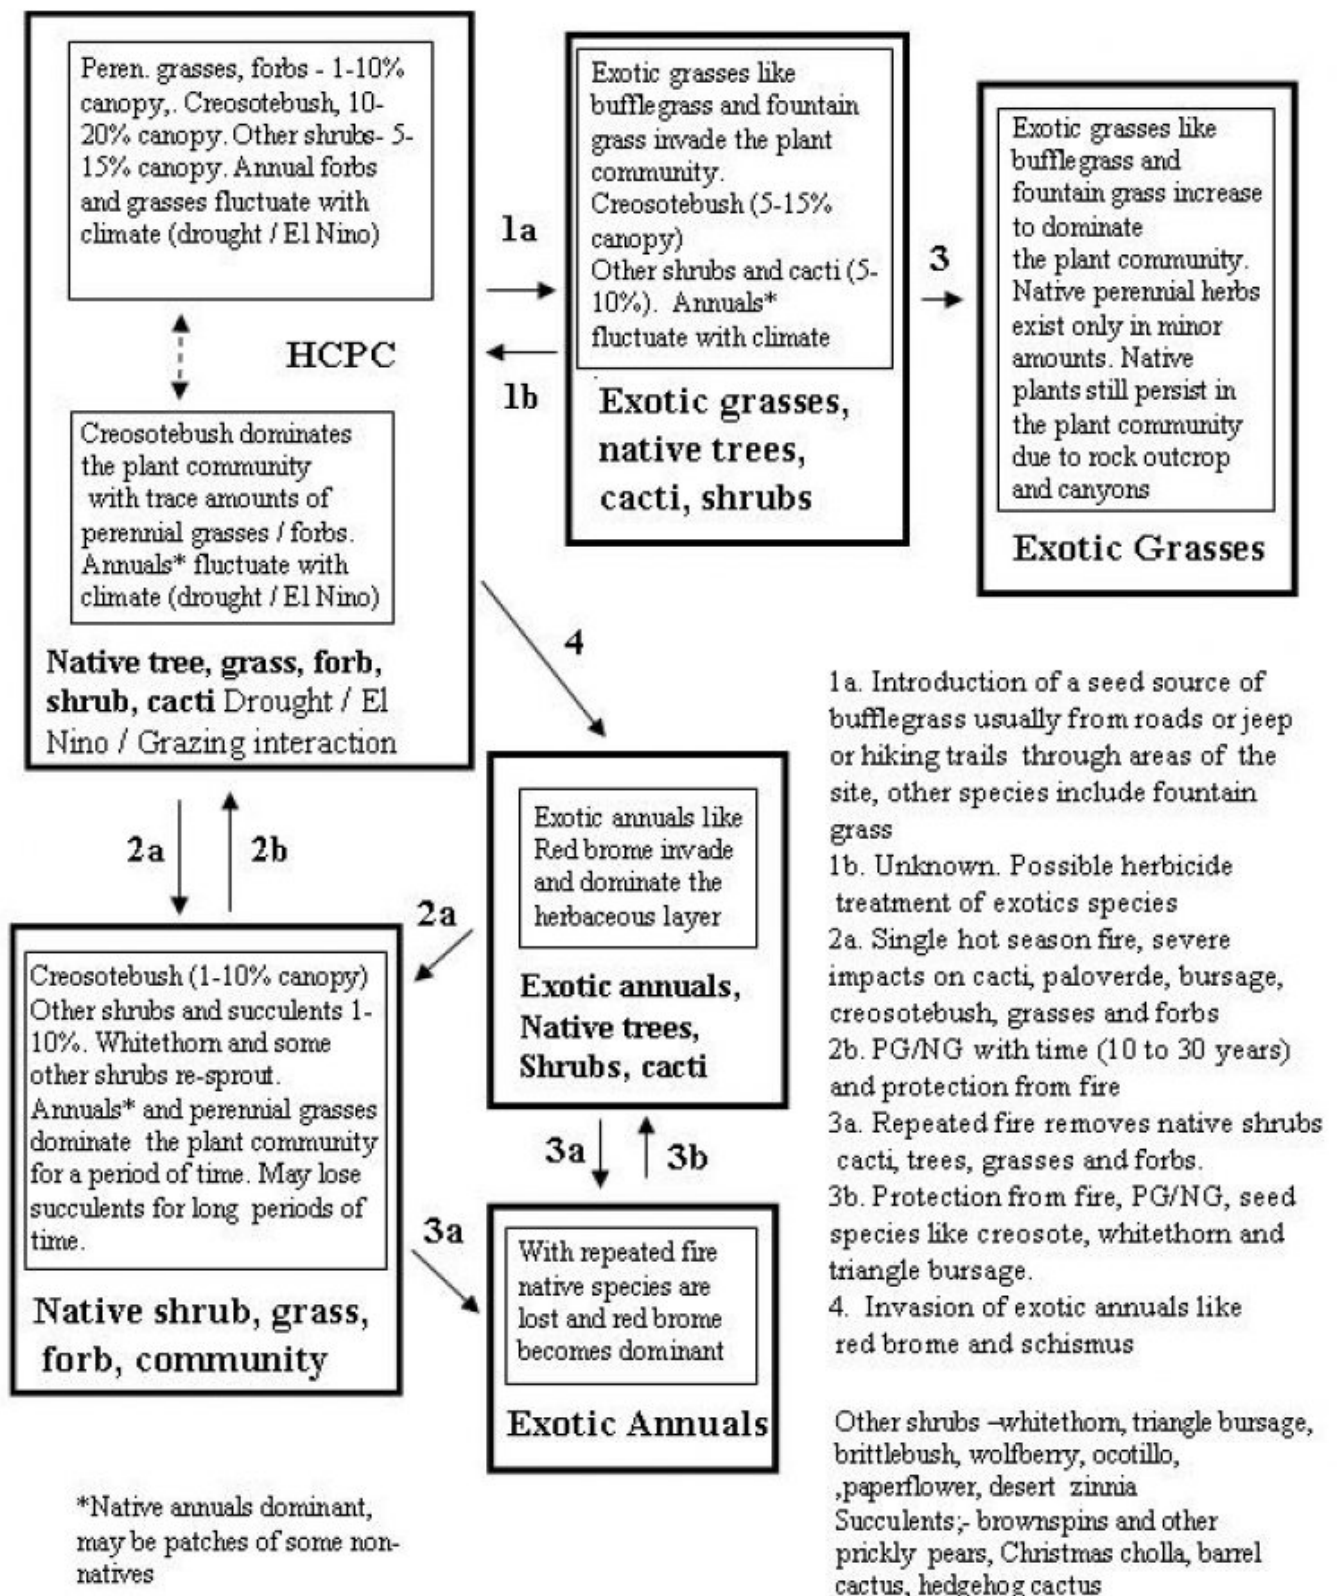 Peren. grasses, forbs - 1-10%
canopy,. Creosotebush, 10-
20% canopy. Other shrubs- 5-
15% canopy. Annual forbs
and grasses fluctuate with
climate (drought / El Nino)
HCPC
Creosotebush dominates
the plant community
with trace amounts of
perennial grasses / forbs.
Annuals* fluctuate with
climate (drought / El Nino)
Native tree, grass, forb,
shrub, cacti Drought / El
Nino / Grazing interaction
1a
1b
Exotic grasses like
bufflegrass and fountain
grass invade the plant
community.
Creosotebush (5-15%
canopy)
Other shrubs and cacti (5-
10%). Annuals*
fluctuate with climate
Exotic grasses,
native trees,
cacti, shrubs
3
Exotic grasses like
bufflegrass and
fountain grass increase
to dominate
the plant community.
Native perennial herbs
exist only in minor
amounts. Native
plants still persist in
the plant community
due to rock outcrop
and canyons
Exotic Grasses
4
2a
2b
Exotic annuals like
Red brome invade
and dominate the
herbaceous layer
Exotic annuals,
Native trees,
Shrubs, cacti
2a
Creosotebush (1-10% canopy)
Other shrubs and succulents 1-
10%. Whitethorn and some
other shrubs re-sprout.
Annuals* and perennial grasses
dominate the plant community
for a period of time. May lose
succulents for long periods of
time.
Native shrub, grass,
forb, community
3a
3b
3a
With repeated fire
native species are
lost and red brome
becomes dominant
Exotic Annuals
1a. Introduction of a seed source of
bufflegrass usually from roads or jeep
or hiking trails through areas of the
site, other species include fountain
grass
1b. Unknown. Possible herbicide
treatment of exotics species
2a. Single hot season fire, severe
impacts on cacti, paloverde, bursage,
creosotebush, grasses and forbs
2b. PG/NG with time (10 to 30 years)
and protection from fire
3a. Repeated fire removes native shrubs
cacti, trees, grasses and forbs.
3b. Protection from fire, PG/NG, seed
species like creosote, whitethorn and
triangle bursage.
4. Invasion of exotic annuals like
red brome and schismus
Other shrubs –whitethorn, triangle bursage,
brittlebush, wolfberry, ocotillo,
,paperflower, desert zinnia
Succulents;- brownspins and other
prickly pears, Christmas cholla, barrel
cactus, hedgehog cactus
*Native annuals dominant,
may be patches of some non-
natives